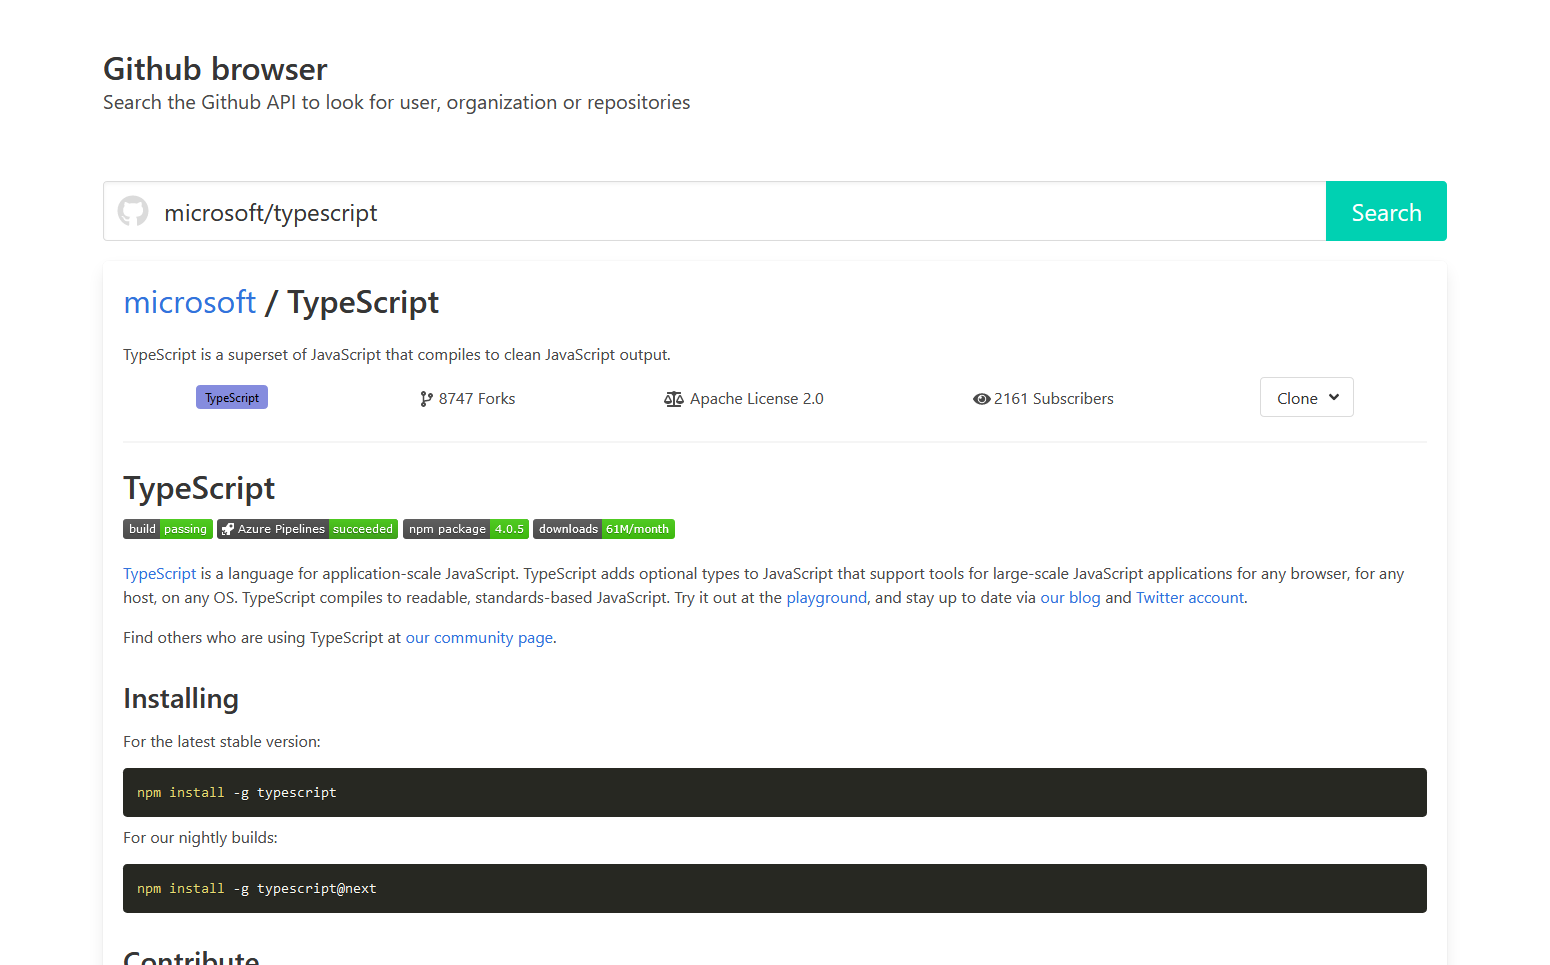 Github browser
Search the Github API to look for user, organization or repositories
microsoft/typescript
Search
microsoft / TypeScript
TypeScript is a superset of JavaScript that compiles to clean JavaScript output.
TypeScript 8747 Forks Apache License 2.0 2161 Subscribers Clone
TypeScript
build passing Azure Pipelines succeeded npm package 4.0.5 downloads 61M/month
TypeScript is a language for application-scale JavaScript. TypeScript adds optional types to JavaScript that support tools for large-scale JavaScript applications for any browser, for any
host, on any OS. TypeScript compiles to readable, standards-based JavaScript. Try it out at the playground, and stay up to date via our blog and Twitter account.
Find others who are using TypeScript at our community page.
Installing
For the latest stable version:
npm install -g typescript
For our nightly builds:
npm install -g typescript@next
Contribute